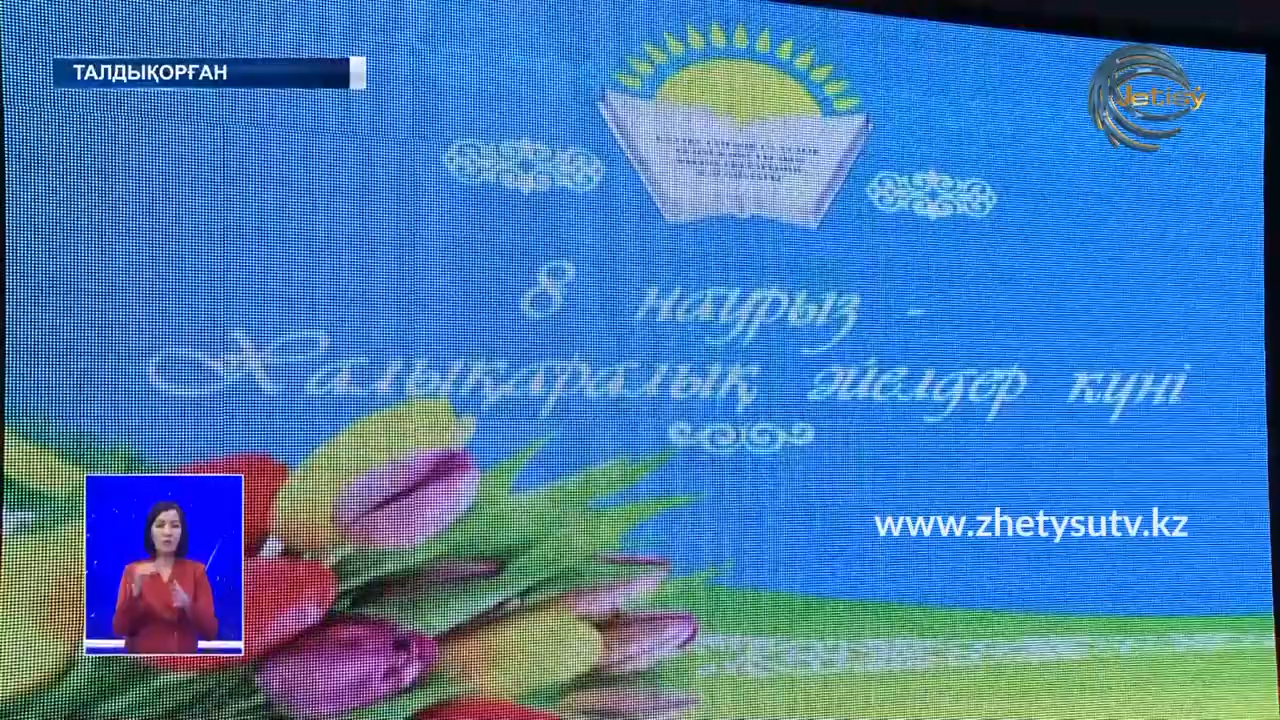 ТАЛДЫҚОРҒАН
Jetisý
8 наурыз -
Халықаралық әйелдер күні
www.zhetysutv.kz